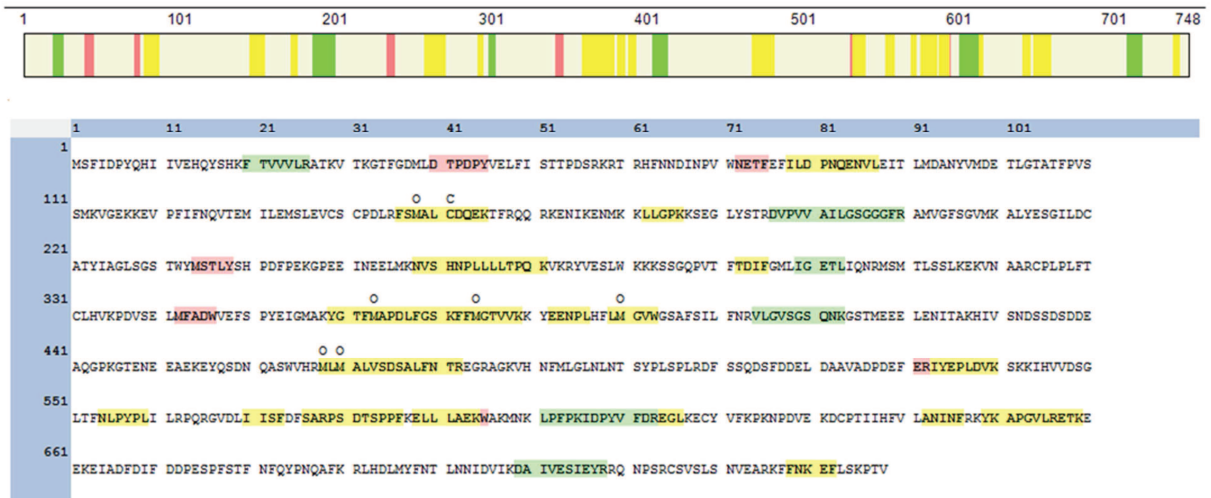 1 101 201 301 401 501 601 701 748
1 11 21 31 41 51 61 71 81 91 101
1
MSFIDPYQHI IVEHQYSHKF TVVVLRATKV TKGTFGDMLD TPDPYVELFI STTPDSRKRT RHFNNDINPV WNETFEFILD PNQENVLEIT LMDANYVMDE TLGTATFPVS
O C
111
SMKVGEKKEV PFIFNQVTEM ILEMSLEVCS CPDLRFSMAL CDQEKTFRQQ RKENIKENMK KLLGPKKSEG LYSTRDVPVV AILGSGGGFR AMVGFSGVMK ALYESGILDC
221
ATYIAGLSGS TWYMSTLYSH PDFPEKGPEE INEELMKNVS HNPLLLLTPQ KVKRYVESLW KKKSSGQPVT FTDIFGMLIG ETLIQNRMSM TLSSLKEKVN AARCPLPLFT
O O O
331
CLHVKPDVSE LMFADWVEFS PYEIGMAKYG TFMAPDLFGS KFFMGTVVKK YEENPLHFLM GVWGSAFSIL FNRVLGVSGS QNKGSTMEEE LENITAKHIV SNDSSDSDDE
O O
441
AQGPKGTENE EAEKEYQSDN QASWVHRMLM ALVSDSALFN TREGRAGKVH NFMLGLNLNT SYPLSPLRDF SSQDSFDDEL DAAVADPDEF ERIYEPLDVK SKKIHVVDSG
551
LTFNLPYPLI LRPQRGVDLI ISFDFSARPS DTSPPFKELL LAEKWAKMNK LPFPKIDPYV FDREGLKECY VFKPKNPDVE KDCPTIIHFV LANINFRKYK APGVLRETKE
661
EKEIADFDIF DDPESPFSTF NFQYPNQAFK RLHDLMYFNT LNNIDVIKDA IVESIEYRRQ NPSRCSVSLS NVEARKFFNK EFLSKPTV